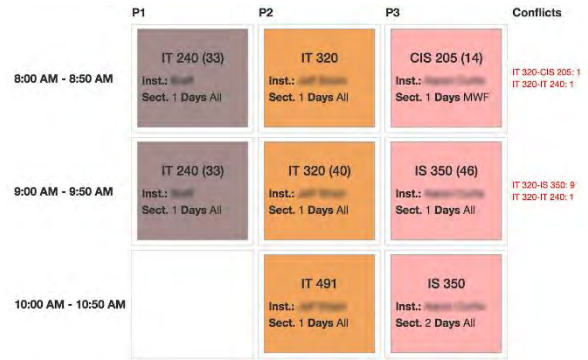 P1 P2 P3 Conflicts
8:00 AM - 8:50 AM
IT 240 (33)
Inst.:
Sect. 1 Days All
IT 320
Inst.:
Sect. 1 Days All
CIS 205 (14)
Inst.:
Sect. 1 Days MWF
IT 320-CIS 205: 1
IT 320-IT 240: 1
9:00 AM - 9:50 AM
IT 240 (33)
Inst.:
Sect. 1 Days All
IT 320 (40)
Inst.:
Sect. 1 Days All
IS 350 (46)
Inst.:
Sect. 1 Days All
IT 320-IS 350: 9
IT 320-IT 240: 1
10:00 AM - 10:50 AM
IT 491
Inst.:
Sect. 1 Days All
IS 350
Inst.:
Sect. 2 Days All